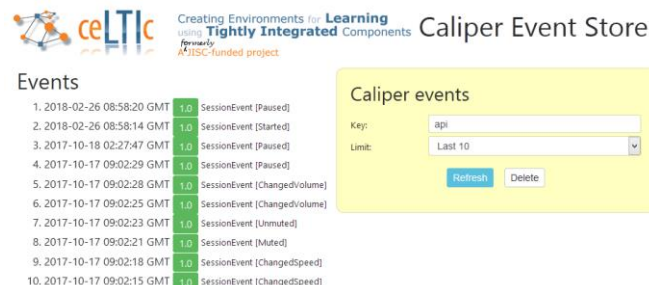 ceLTIc
Creating Environments for Learning
using Tightly Integrated Components
formerly
A JISC-funded project
Caliper Event Store
Events
1. 2018-02-26 08:58:20 GMT 1.0 SessionEvent [Paused]
2. 2018-02-26 08:58:14 GMT 1.0 SessionEvent [Started]
3. 2017-10-18 02:27:47 GMT 1.0 SessionEvent [Paused]
4. 2017-10-17 09:02:29 GMT 1.0 SessionEvent [Paused]
5. 2017-10-17 09:02:28 GMT 1.0 SessionEvent [ChangedVolume]
6. 2017-10-17 09:02:25 GMT 1.0 SessionEvent [ChangedVolume]
7. 2017-10-17 09:02:23 GMT 1.0 SessionEvent [Unmuted]
8. 2017-10-17 09:02:21 GMT 1.0 SessionEvent [Muted]
9. 2017-10-17 09:02:18 GMT 1.0 SessionEvent [ChangedSpeed]
10. 2017-10-17 09:02:15 GMT 1.0 SessionEvent [ChangedSpeed]
Caliper events
Key: api
Limit: Last 10
Refresh Delete